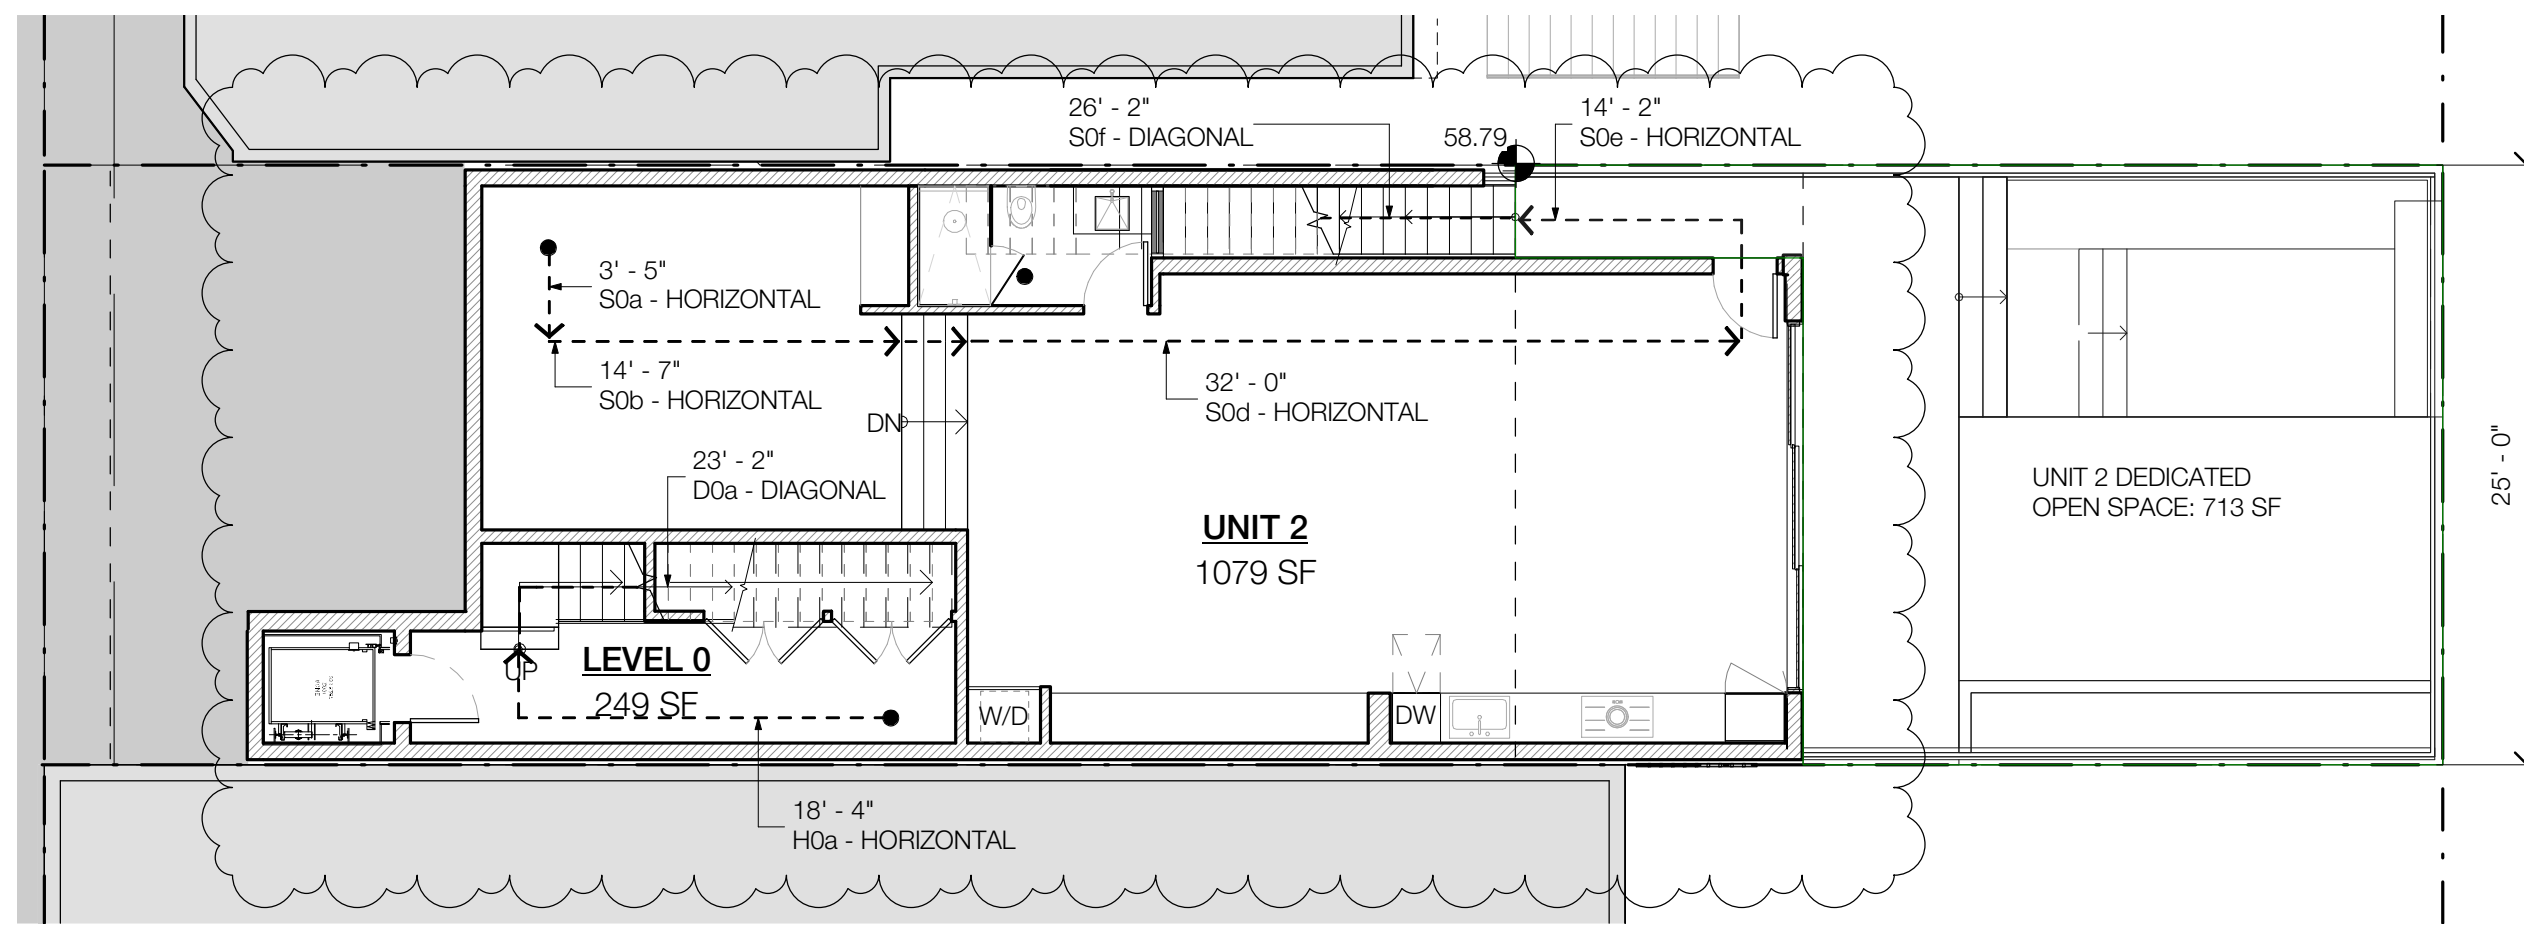 26' - 2"
S0f - DIAGONAL
58.79
14' - 2"
S0e - HORIZONTAL
3' - 5"
S0a - HORIZONTAL
14' - 7"
S0b - HORIZONTAL
32' - 0"
S0d - HORIZONTAL
DN
23' - 2"
D0a - DIAGONAL
UNIT 2
1079 SF
UNIT 2 DEDICATED
OPEN SPACE: 713 SF
25' - 0"
LEVEL 0
249 SF
UP
W/D
DW
18' - 4"
H0a - HORIZONTAL